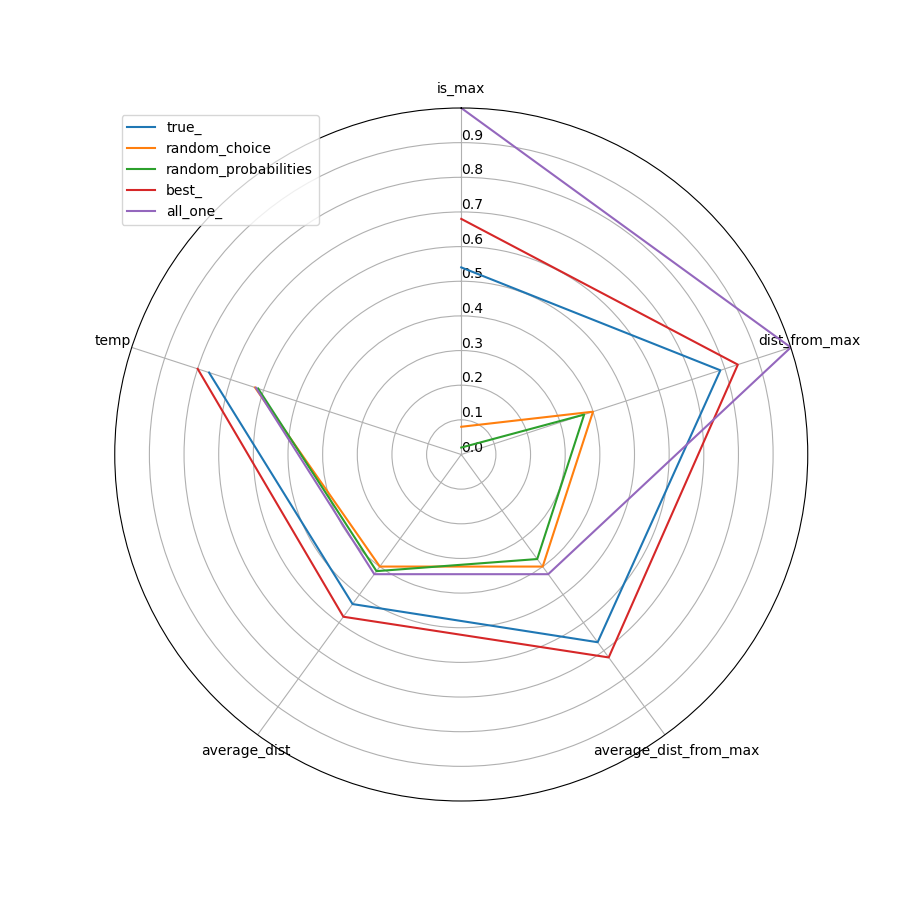 is_max
true_
random_choice
random_probabilities
best_
all_one_
0.9
0.8
0.7
0.6
0.5
0.4
0.3
0.2
0.1
0.0
temp
dist_from_max
average_dist
average_dist_from_max